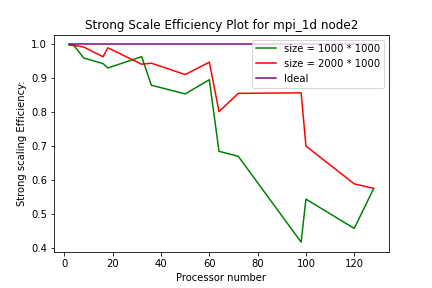 Strong Scale Efficiency Plot for mpi_1d node2
size = 1000 * 1000
size = 2000 * 1000
Ideal
Strong scaling Efficiency:
1.0
0.9
0.8
0.7
0.6
0.5
0.4
0 20 40 60 80 100 120
Processor number